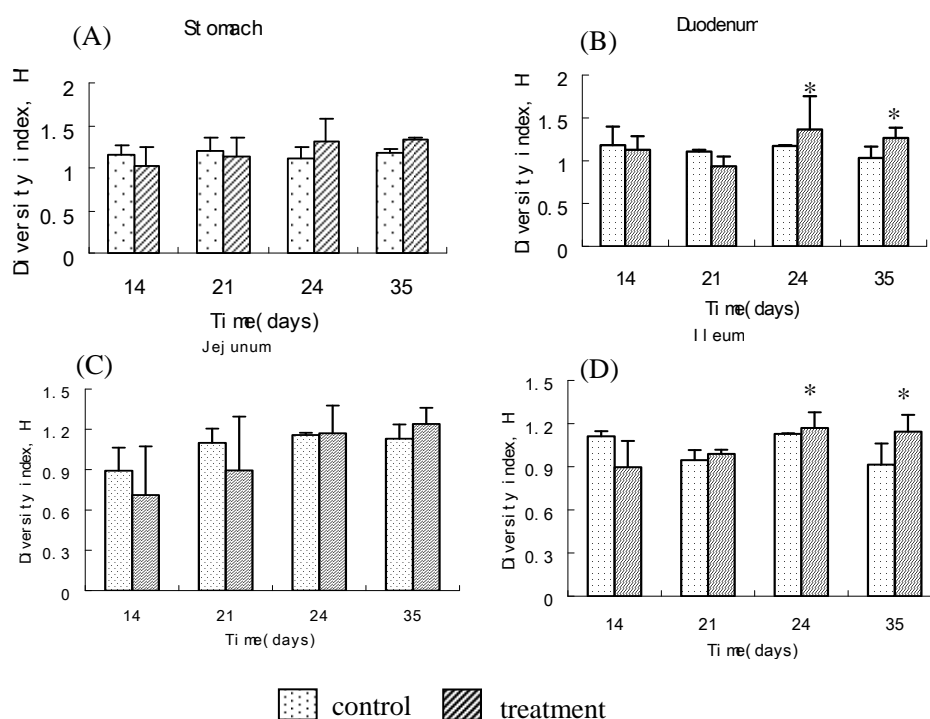 (A) Stomach
Diversity index, H'
2
1.5
1
0.5
0
14 21 24 35
Time(days)
(B) Duodenum
Diversity index, H
2
1.5
1
0.5
0
* *
14 21 24 35
Time(days)
(C) Jejunum
Diversity index, H
1.5
1.2
0.9
0.6
0.3
0
14 21 24 35
Time(days)
(D) Ileum
Diversity index, H
1.5
1.2
0.9
0.6
0.3
0
* *
14 21 24 35
Time(days)
control treatment